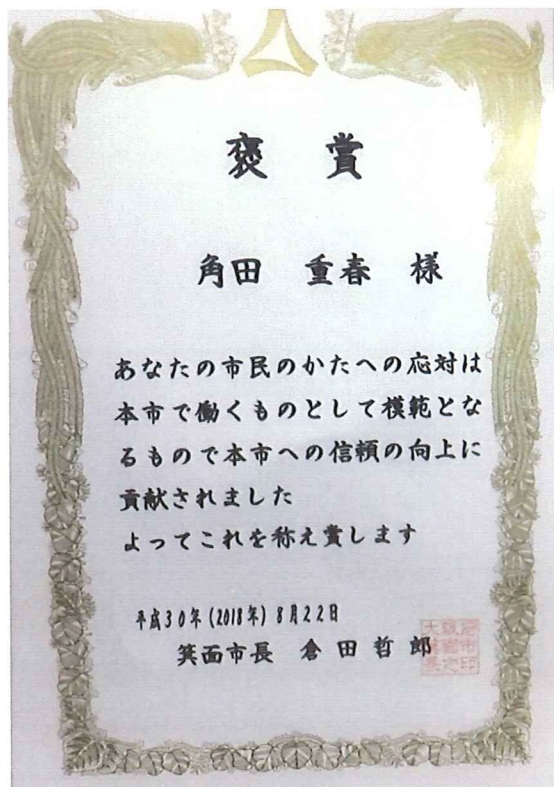 褒賞
角田 重春 様
あなたの市民のかたへの応対は
本市で働くものとして模範とな
るもので本市への信頼の向上に
貢献されました
よってこれを称え賞します
平成30年(2018年)8月22日
箕面市長 倉田哲郎